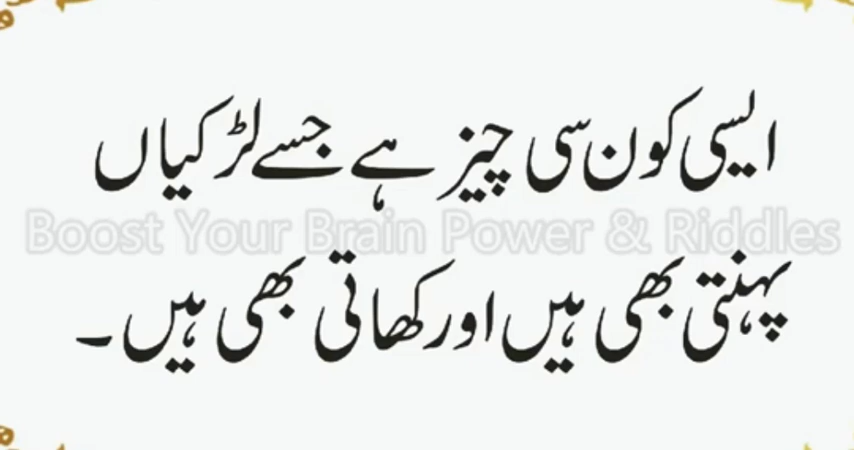 ایسی کون سی چیز ہے جسے لڑکیاں
Boost Your Brain Power & Riddles
پہنتی بھی ہیں اور کھاتی بھی ہیں۔